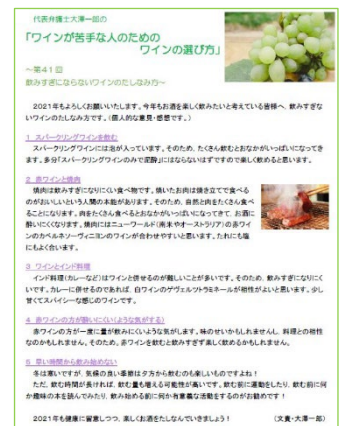 代表弁護士大澤一郎の
「ワインが苦手な人のための
ワインの選び方」
～第41回
飲みすぎにならないワインのたしなみ方～
2021年もよろしくお願いいたします。今年もお酒を楽しく飲みたいと考えている皆様へ、飲みすぎな
いワインのたしなみ方です。(個人的な意見・感想です。)
1 スパークリングワインを飲む
スパークリングワインには泡が入っています。そのため、たくさん飲むとおなかがいっぱいになってき
ます。多分「スパークリングワインのみで泥酔」にはならないはずですので楽しく飲めると思います。
2 赤ワインと焼肉
焼肉は飲みすぎになりにくい食べ物です。焼いたお肉は焼き立てで食べる
のがおいしいという人間の本能があります。そのため、自然と肉をたくさん食べ
ることになります。肉をたくさん食べるとおなかがいっぱいになってきて、お酒に
酔いにくくなります。焼肉にはニューワールド(南米やオーストラリア)の赤ワイ
ンのカベルネソーヴィニヨンのワインが合わせやすいと思います。たれにも塩
にもよく合います。
3 ワインとインド料理
インド料理(カレーなど)はワインと併せるのが難しいことが多いです。そのため、飲みすぎになりにく
いです。カレーに併せるのであれば、白ワインのゲヴェルツトラミネールが相性がよいと思います。少し
甘くてスパイシーな感じのワインです。
4 赤ワインの方が酔いにくい(ような気がする)
赤ワインの方が一度に量が飲みにくいような気がします。味のせいかもしれませんし、料理との相性
なのかもしれません。そのため、赤ワインを飲むと飲みすぎず楽しく飲めるかもしれません。
5 早い時間から飲み始めない
冬は寒いですが、気候の良い季節は夕方から飲むのも楽しいものですよね!
ただ、飲む時間が長ければ、飲む量も増える可能性が高いです。飲む前に運動をしたり、飲む前に何
か趣味の本を読んでみたり、飲み始める前に何か有意義な活動をするのがお勧めです!
2021年も健康に留意しつつ、楽しくお酒をたしなんでいきましょう!
(文責・大澤一郎)